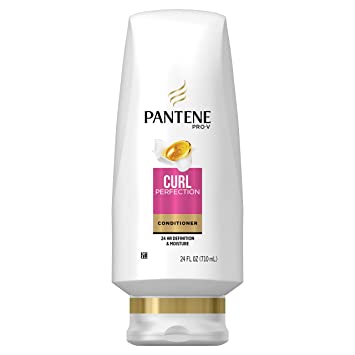 PANTENE
PRO-V
CURL
PERFECTION
CONDITIONER
24 HR DEFINITION
& MOISTURE
24 FL OZ (710 mL)